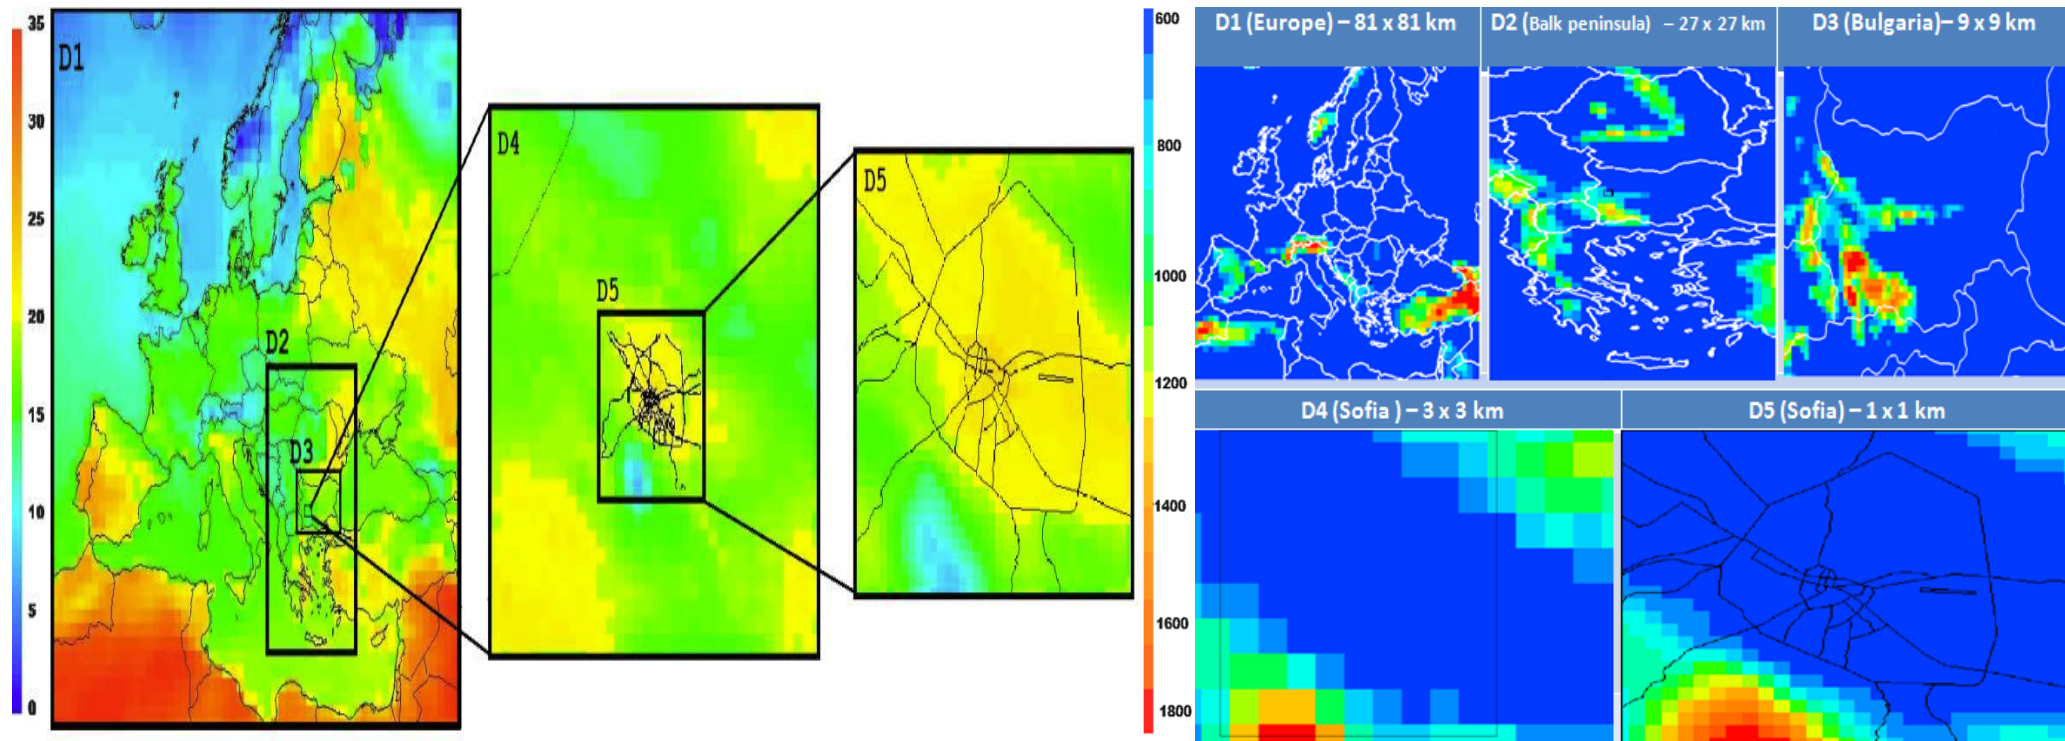 35
30
25
20
15
10
5
0
D1
D2
D3
D4
D5
D5
600
800
1000
1200
1400
1600
1800
D1 (Europe) – 81 x 81 km
D2 (Balk peninsula) – 27 x 27 km
D3 (Bulgaria)– 9 x 9 km
D4 (Sofia ) – 3 x 3 km
D5 (Sofia) – 1 x 1 km